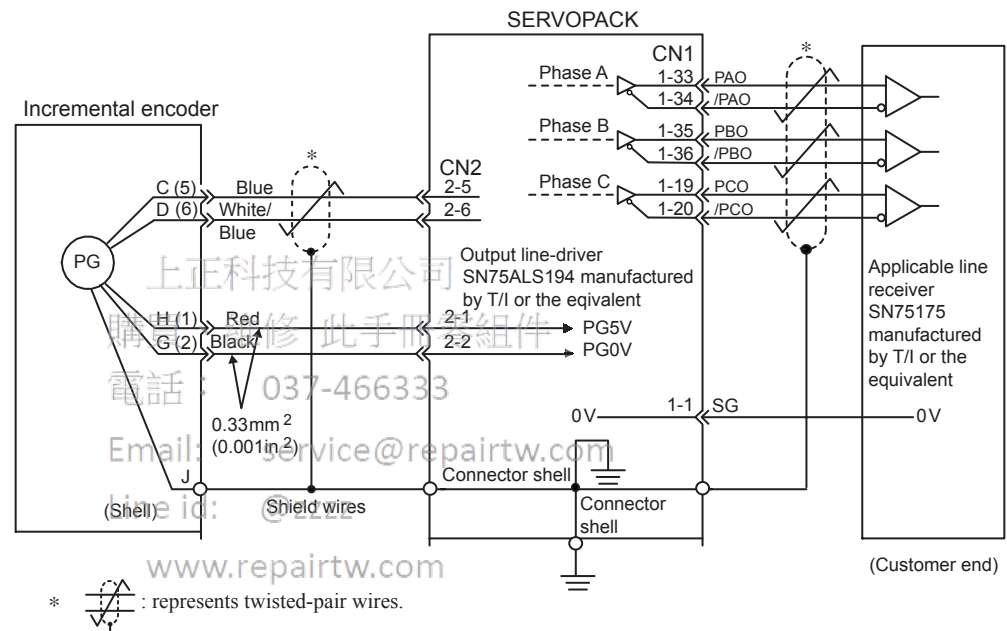 SERVOPACK
CN1
*
Phase A
1-33
PAO
1-34
/PAO
Incremental encoder
Phase B
1-35
PBO
1-36
/PBO
*
CN2
C (5)
Blue
2-5
Phase C
1-19
PCO
D (6)
White/
Blue
2-6
1-20
/PCO
PG
上正科技有限公司
Output line-driver
SN75ALS194 manufactured
by T/I or the eqivalent
Applicable line
receiver
SN75175
manufactured
by T/I or the
equivalent
H (1)
Red
2-1
PG5V
購買 維修 此手冊零組件
G (2)
Black
2-2
PG0V
電話: 037-466333
0.33mm 2
(0.001in.2)
0V
1-1
SG
0V
Email: service@repairtw.com
J
Connector shell
(Shell)
Shield wires
Connector
shell
Line id: @zzzz
(Customer end)
www.repairtw.com
* : represents twisted-pair wires.